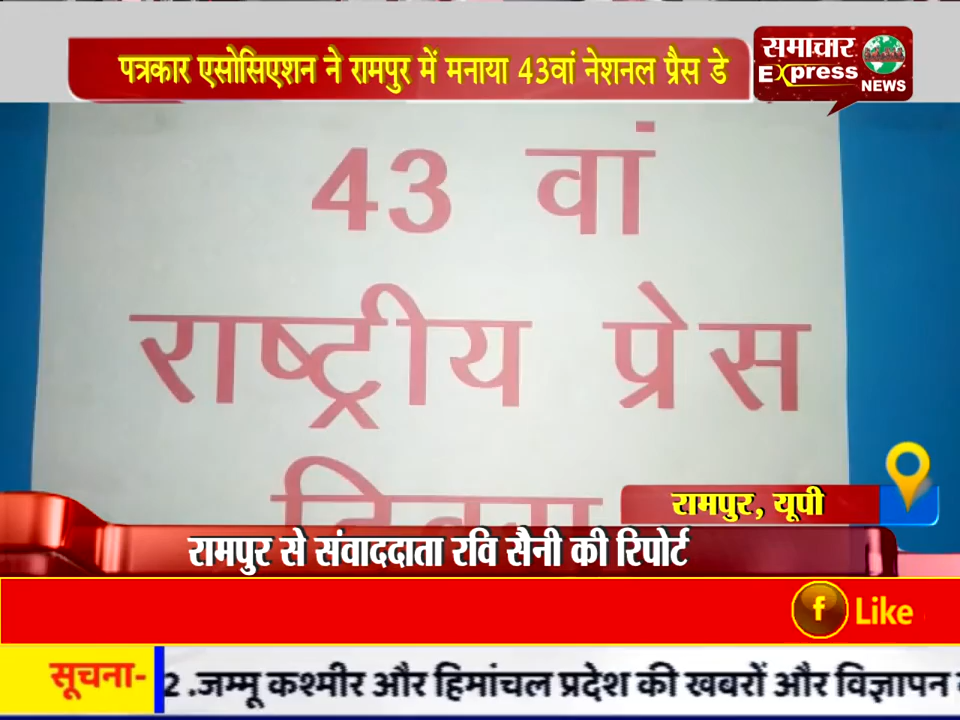 पत्रकार एसोसिएशन ने रामपुर में मनाया 43वां नेशनल प्रैस डे
समाचार
Express
NEWS
43 वां
राष्ट्रीय प्रेस
रामपुर, यूपी
रामपुर से संवाददाता रवि सैनी की रिपोर्ट
f Like
सूचना- 2 .जम्मू कश्मीर और हिमांचल प्रदेश की खबरों और विज्ञापन